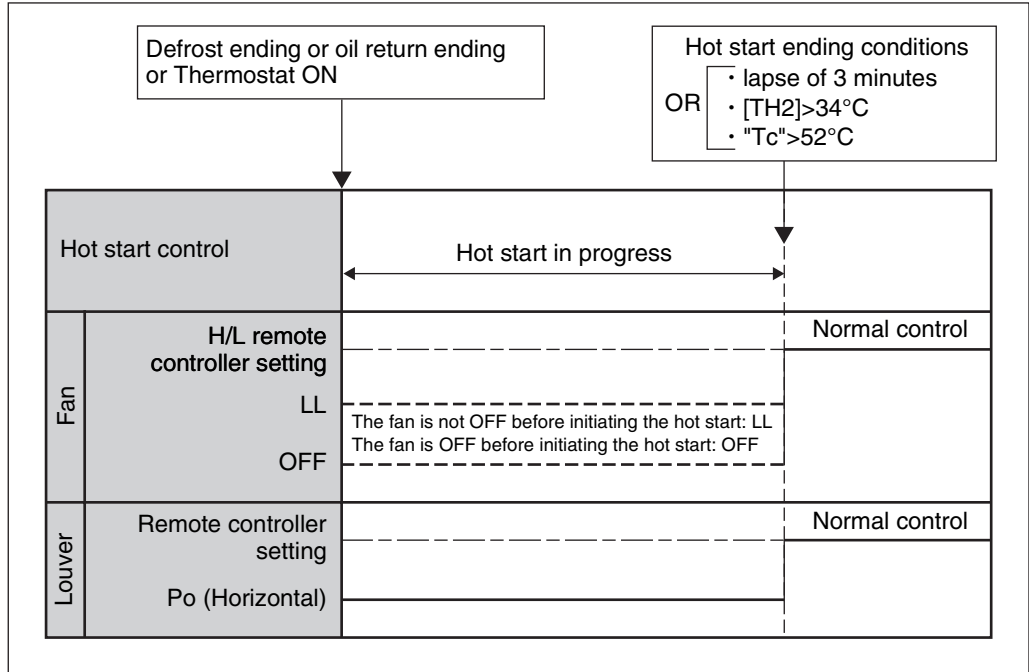 Defrost ending or oil return ending
or Thermostat ON
Hot start ending conditions
OR
・lapse of 3 minutes
・[TH2]>34°C
・"Tc">52°C
Hot start control
Hot start in progress
Fan
H/L remote
controller setting
Normal control
LL
The fan is not OFF before initiating the hot start: LL
The fan is OFF before initiating the hot start: OFF
OFF
Louver
Remote controller
setting
Normal control
Po (Horizontal)